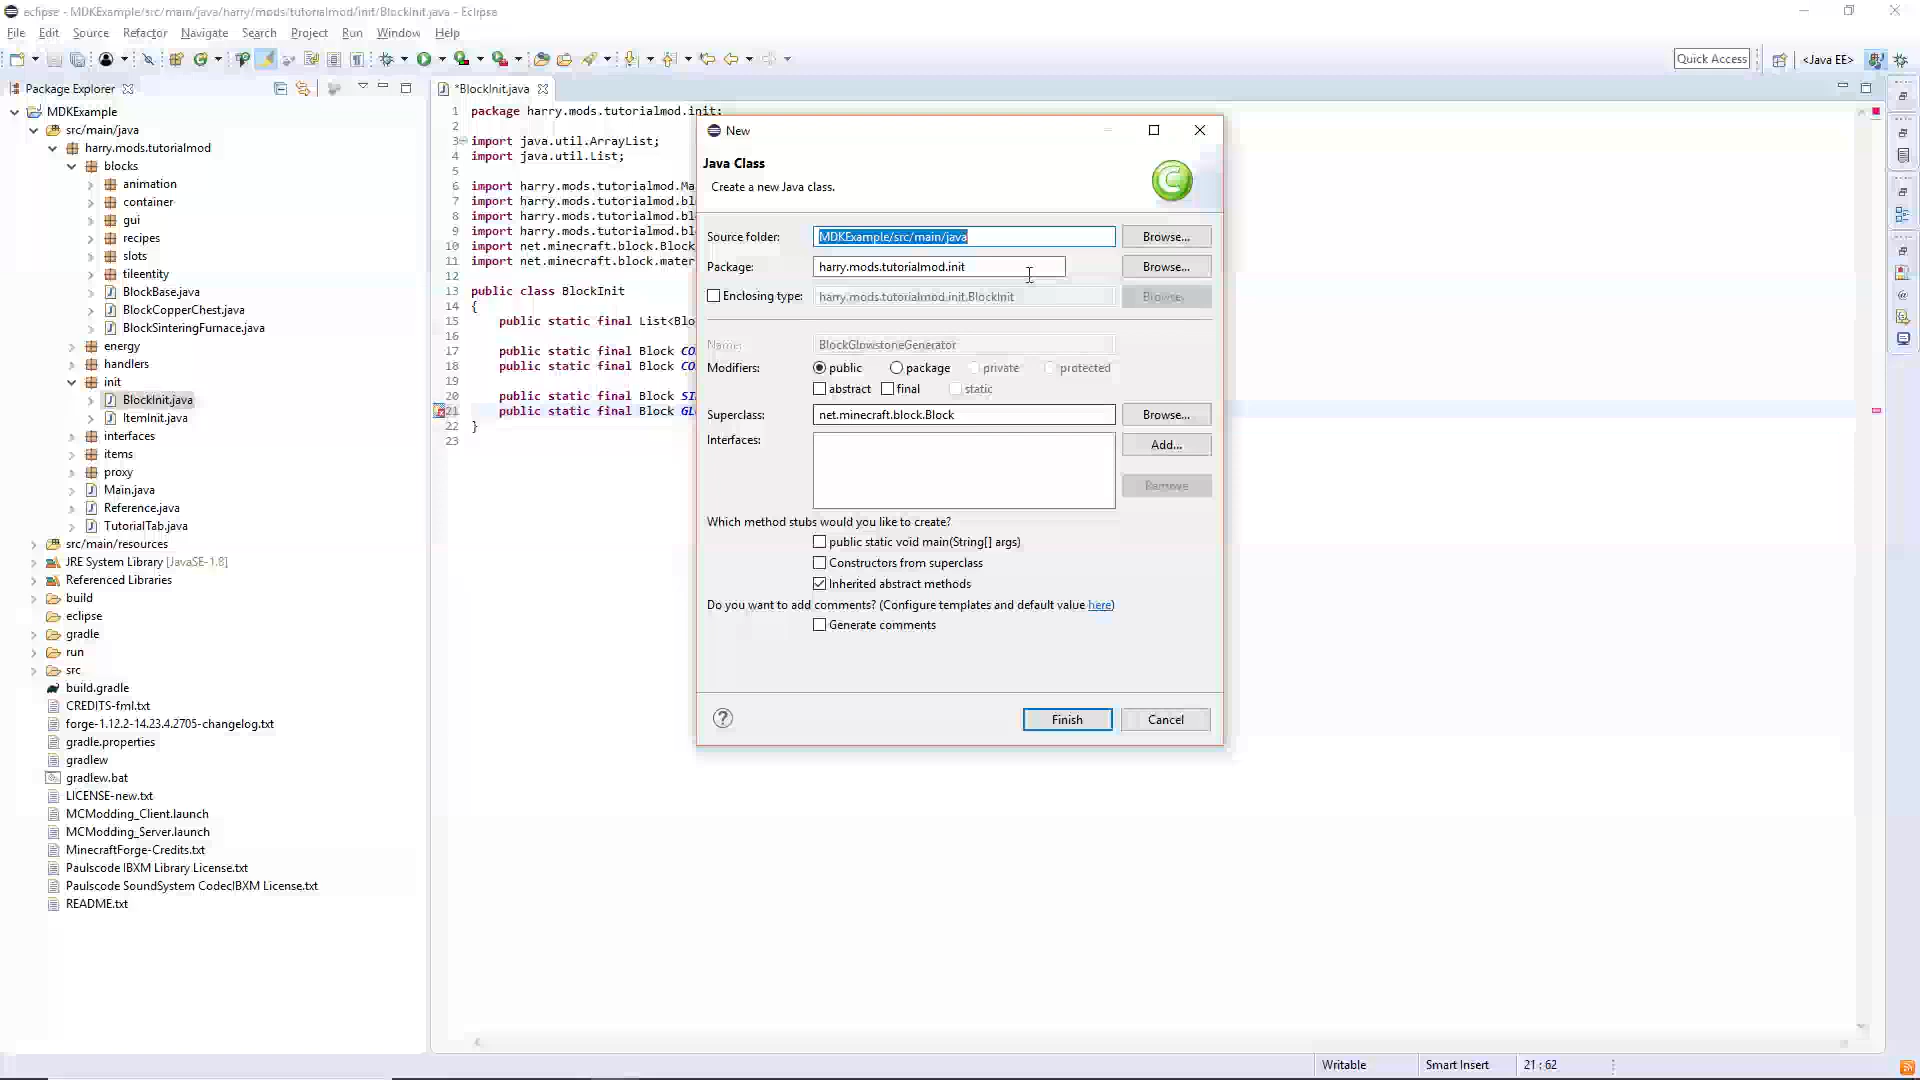 eclipse - MDKExample/src/main/java/harry/mods/tutorialmod/init/BlockInit.java - Eclipse
File Edit Source Refactor Navigate Search Project Run Window Help
Quick Access
<Java EE>
Package Explorer
MDKExample
src/main/java
harry.mods.tutorialmod
blocks
animation
container
gui
recipes
slots
tileentity
BlockBase.java
BlockCopperChest.java
BlockSinteringFurnace.java
energy
handlers
init
BlockInit.java
ItemInit.java
interfaces
items
proxy
Main.java
Reference.java
TutorialTab.java
src/main/resources
JRE System Library [JavaSE-1.8]
Referenced Libraries
build
eclipse
gradle
run
src
build.gradle
CREDITS-fml.txt
forge-1.12.2-14.23.4.2705-changelog.txt
gradle.properties
gradlew
gradlew.bat
LICENSE-new.txt
MCModding_Client.launch
MCModding_Server.launch
MinecraftForge-Credits.txt
Paulscode IBXM Library License.txt
Paulscode SoundSystem CodecIBXM License.txt
README.txt
*BlockInit.java
1 package harry.mods.tutorialmod.init;
2
3 import java.util.ArrayList;
4 import java.util.List;
5
6 import harry.mods.tutorialmod.Ma
7 import harry.mods.tutorialmod.bl
8 import harry.mods.tutorialmod.bl
9 import harry.mods.tutorialmod.bl
10 import net.minecraft.block.Block
11 import net.minecraft.block.mater
12
13 public class BlockInit
14 {
15 public static final List<Blo
16
17 public static final Block CO
18 public static final Block CO
19
20 public static final Block SI
21 public static final Block GL
22 }
23
New
Java Class
Create a new Java class.
Source folder: MDKExample/src/main/java Browse...
Package: harry.mods.tutorialmod.init Browse...
Enclosing type: harry.mods.tutorialmod.init.BlockInit Browse...
Name: BlockGlowstoneGenerator
Modifiers: public package private protected
abstract final static
Superclass: net.minecraft.block.Block Browse...
Interfaces: Add...
Remove
Which method stubs would you like to create?
public static void main(String[] args)
Constructors from superclass
Inherited abstract methods
Do you want to add comments? (Configure templates and default value here)
Generate comments
Finish Cancel
Writable Smart Insert 21 : 62